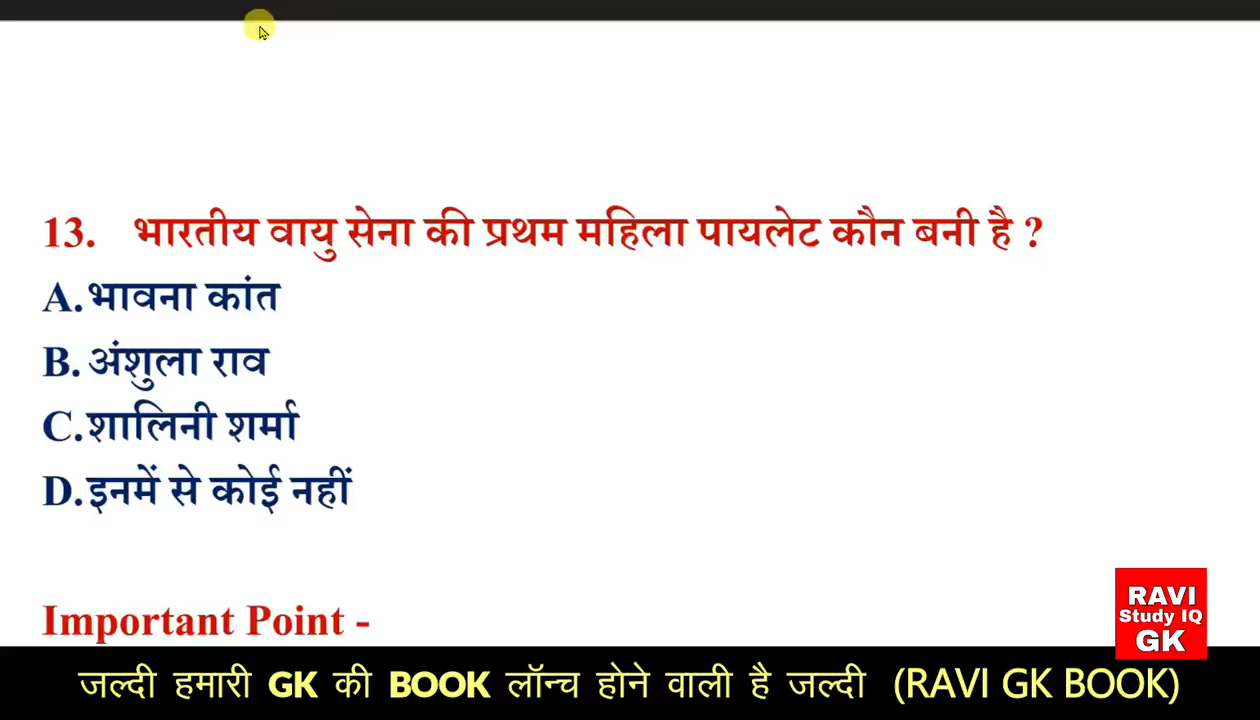 13. भारतीय वायु सेना की प्रथम महिला पायलेट कौन बनी है ?
A. भावना कांत
B. अंशुला राव
C. शालिनी शर्मा
D. इनमें से कोई नहीं
Important Point -
RAVI
Study IQ
GK
जल्दी हमारी GK की BOOK लॉन्च होने वाली है जल्दी (RAVI GK BOOK)